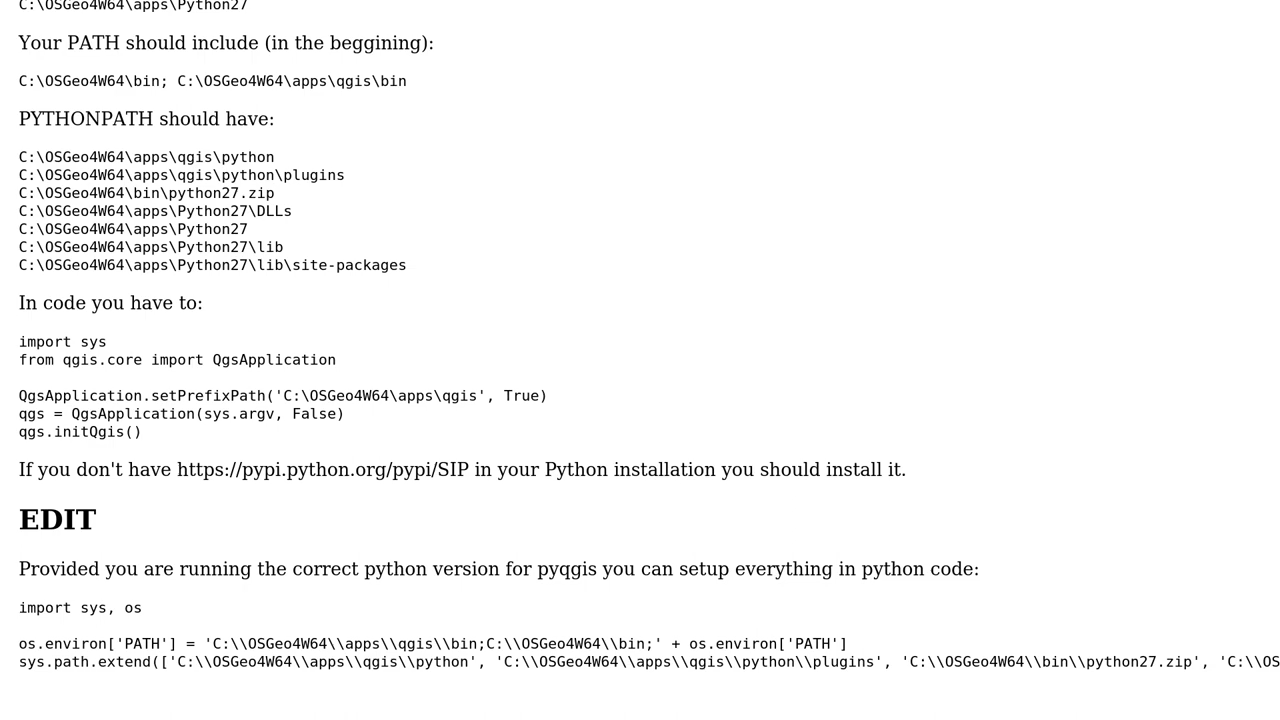 C:\OSGeo4W64\apps\Python27
Your PATH should include (in the beggining):
C:\OSGeo4W64\bin; C:\OSGeo4W64\apps\qgis\bin
PYTHONPATH should have:
C:\OSGeo4W64\apps\qgis\python
C:\OSGeo4W64\apps\qgis\python\plugins
C:\OSGeo4W64\bin\python27.zip
C:\OSGeo4W64\apps\Python27\DLLs
C:\OSGeo4W64\apps\Python27
C:\OSGeo4W64\apps\Python27\lib
C:\OSGeo4W64\apps\Python27\lib\site-packages
In code you have to:
import sys
from qgis.core import QgsApplication
QgsApplication.setPrefixPath('C:\OSGeo4W64\apps\qgis', True)
qgs = QgsApplication(sys.argv, False)
qgs.initQgis()
If you don't have https://pypi.python.org/pypi/SIP in your Python installation you should install it.
EDIT
Provided you are running the correct python version for pyqgis you can setup everything in python code:
import sys, os
os.environ['PATH'] = 'C:\\OSGeo4W64\\apps\\qgis\\bin;C:\\OSGeo4W64\\bin;' + os.environ['PATH']
sys.path.extend(['C:\\OSGeo4W64\\apps\\qgis\\python', 'C:\\OSGeo4W64\\apps\\qgis\\python\\plugins', 'C:\\OSGeo4W64\\bin\\python27.zip', 'C:\\OS